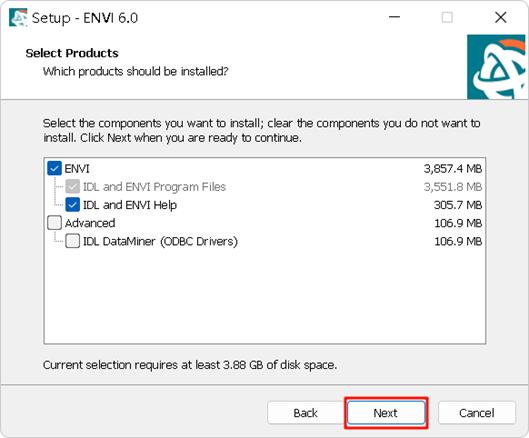 Setup - ENVI 6.0
Select Products
Which products should be installed?
Select the components you want to install; clear the components you do not want to
install. Click Next when you are ready to continue.
ENVI 3,857.4 MB
IDL and ENVI Program Files 3,551.8 MB
IDL and ENVI Help 305.7 MB
Advanced 106.9 MB
IDL DataMiner (ODBC Drivers) 106.9 MB
Current selection requires at least 3.88 GB of disk space.
Back Next Cancel